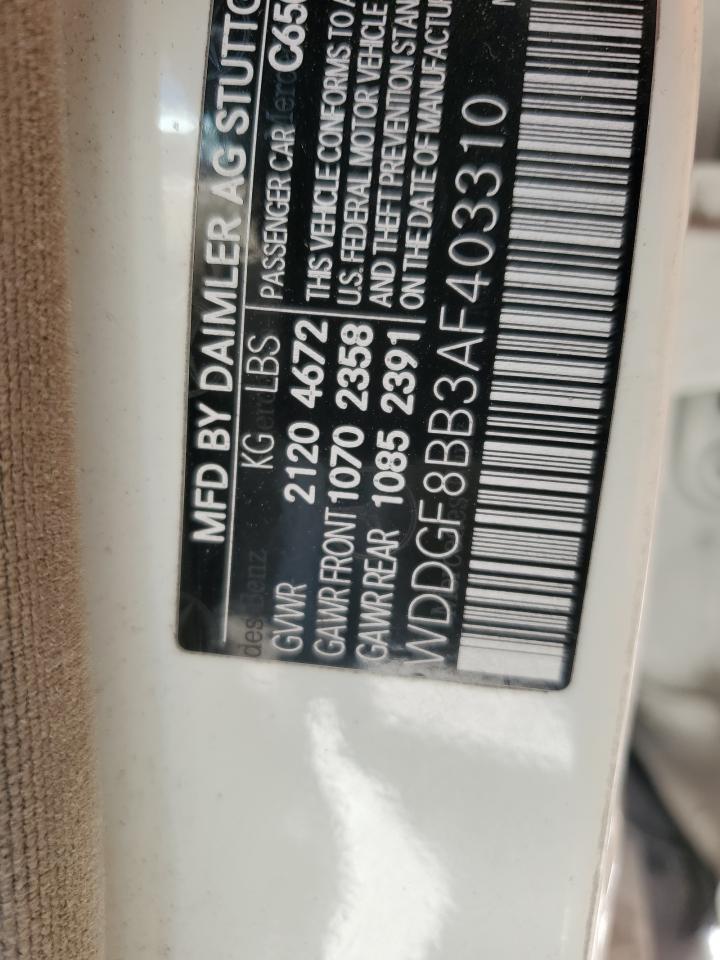 MFD BY DAIMLER AG STUTTG
KG LBS
GVWR 2120 4672
GAWR FRONT 1070 2358
GAWR REAR 1085 2391
PASSENGER CAR
THIS VEHICLE CONFORMS TO A
U.S. FEDERAL MOTOR VEHICLE
AND THEFT PREVENTION STAN
ON THE DATE OF MANUFACTU
WDDGF8BB3AF403310